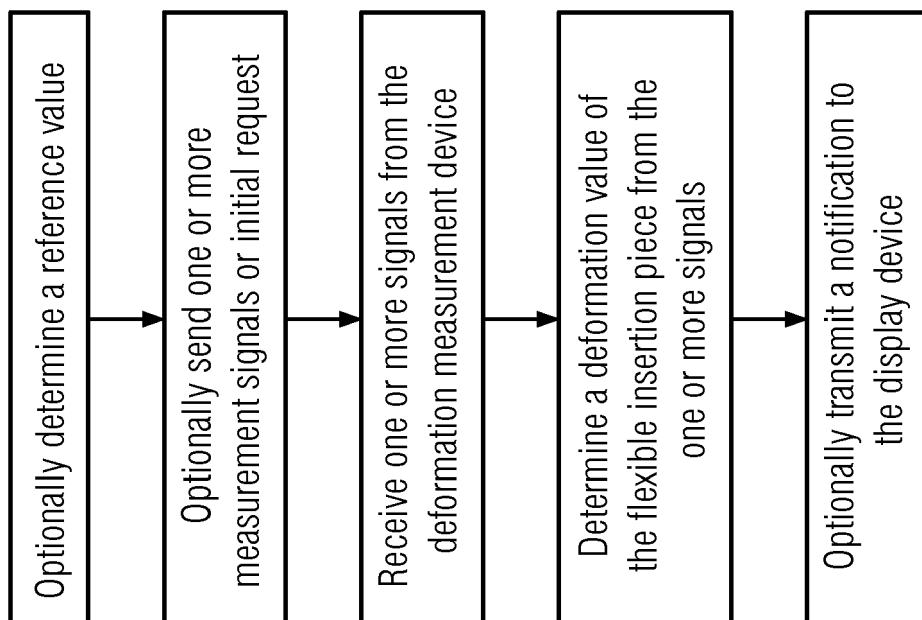 Optionally determine a reference value
Optionally send one or more
measurement signals or initial request
Receive one or more signals from the
deformation measurement device
Determine a deformation value of
the flexible insertion piece from the
one or more signals
Optionally transmit a notification to
the display device